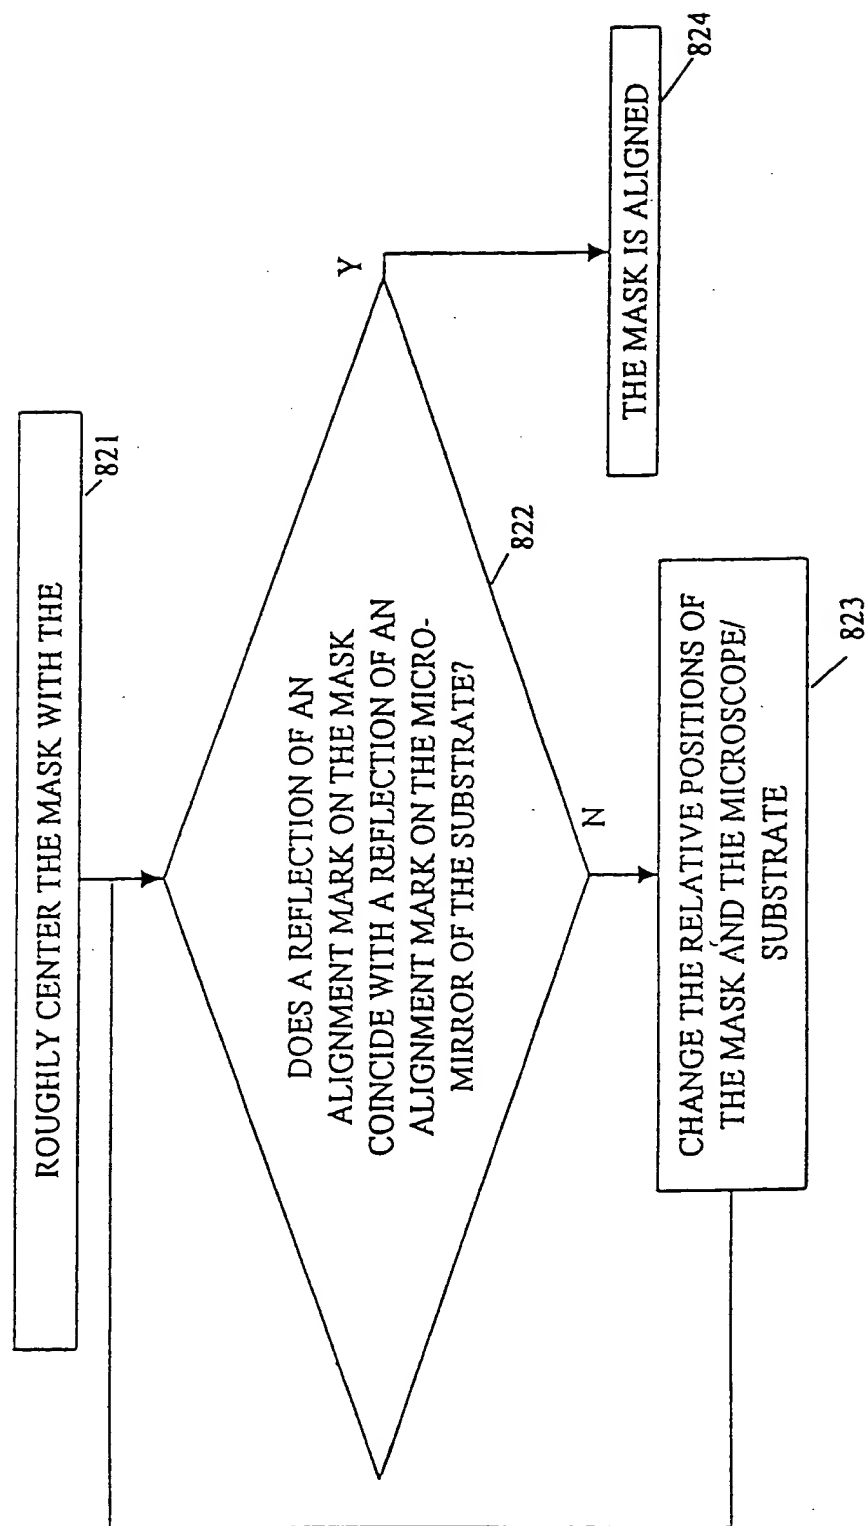 ROUGHLY CENTER THE MASK WITH THE
821
DOES A REFLECTION OF AN
ALIGNMENT MARK ON THE MASK
COINCIDE WITH A REFLECTION OF AN
ALIGNMENT MARK ON THE MICRO-
MIRROR OF THE SUBSTRATE?
822
Y
N
CHANGE THE RELATIVE POSITIONS OF
THE MASK AND THE MICROSCOPE/
SUBSTRATE
823
THE MASK IS ALIGNED
824